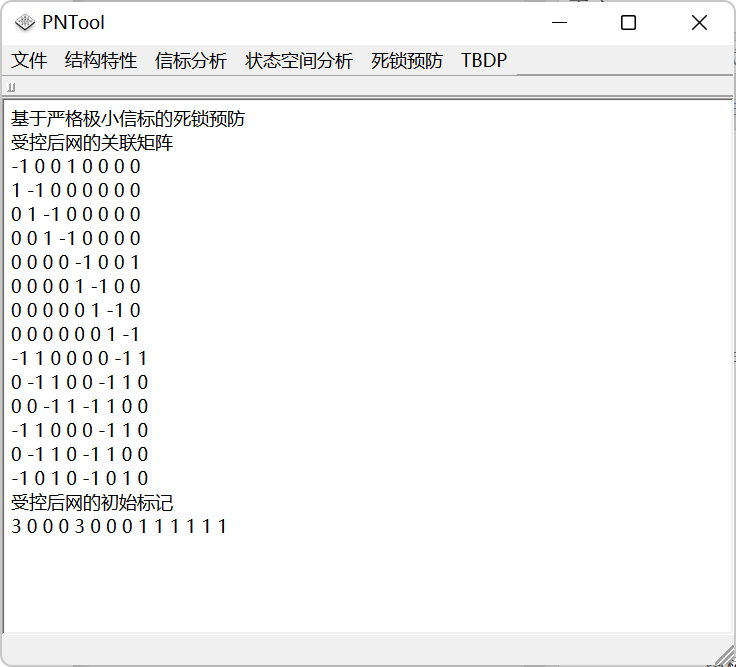 PNTool
文件 结构特性 信标分析 状态空间分析 死锁预防 TBDP
基于严格极小信标的死锁预防
受控后网的关联矩阵
-1 0 0 1 0 0 0 0
1 -1 0 0 0 0 0 0
0 1 -1 0 0 0 0 0
0 0 1 -1 0 0 0 0
0 0 0 0 -1 0 0 1
0 0 0 0 1 -1 0 0
0 0 0 0 0 1 -1 0
0 0 0 0 0 0 1 -1
-1 1 0 0 0 0 -1 1
0 -1 1 0 0 -1 1 0
0 0 -1 1 -1 1 0 0
-1 1 0 0 0 -1 1 0
0 -1 1 0 -1 1 0 0
-1 0 1 0 -1 0 1 0
受控后网的初始标记
3 0 0 0 3 0 0 0 1 1 1 1 1 1